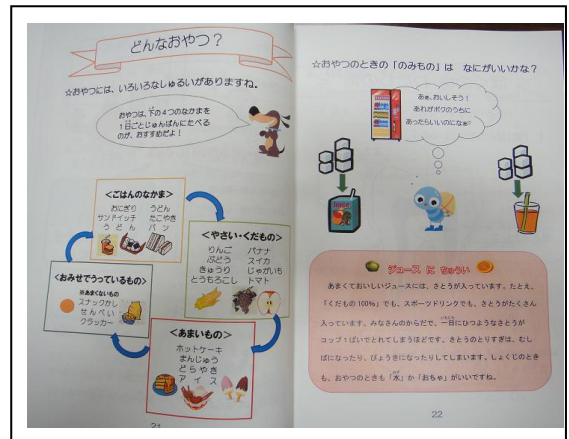 どんなおやつ？
☆おやつには、いろいろなしゅるいがありますね。
おやつは、下の4つのなかまを
1日ごとにじゅんばんにたべる
のが、おすすめだよ！
＜ごはんのなかま＞
おにぎり　うどん
サンドイッチ　たこやき
うどん　パン
＜やさい・くだもの＞
りんご　バナナ
ぶどう　スイカ
きゅうり　じゃがいも
とうもろこし　トマト
＜おみせでうっているもの＞
※あまくないもの
スナックかし
せんべい
クラッカー
＜あまいもの＞
ホットケーキ
まんじゅう
どらやき
アイス
21
☆おやつのときの「のみもの」は　なにがいいかな？
あぁ、おいしそう！
あれがボクのうちに
あったらいいのになぁ
ジュース に ちゅうい
あまくておいしいジュースには、さとうが入っています。たとえ、
「くだもの100%」でも、スポーツドリンクでも、さとうがたくさん
入っています。みなさんのからだで、一日にひつようなさとうが
コップ1ぱいでとれてしまうほどです。さとうのとりすぎは、むし
ばになったり、びょうきになったりしてしまいます。しょくじのとき
も、おやつのときも「水」か「おちゃ」がいいですね。
22